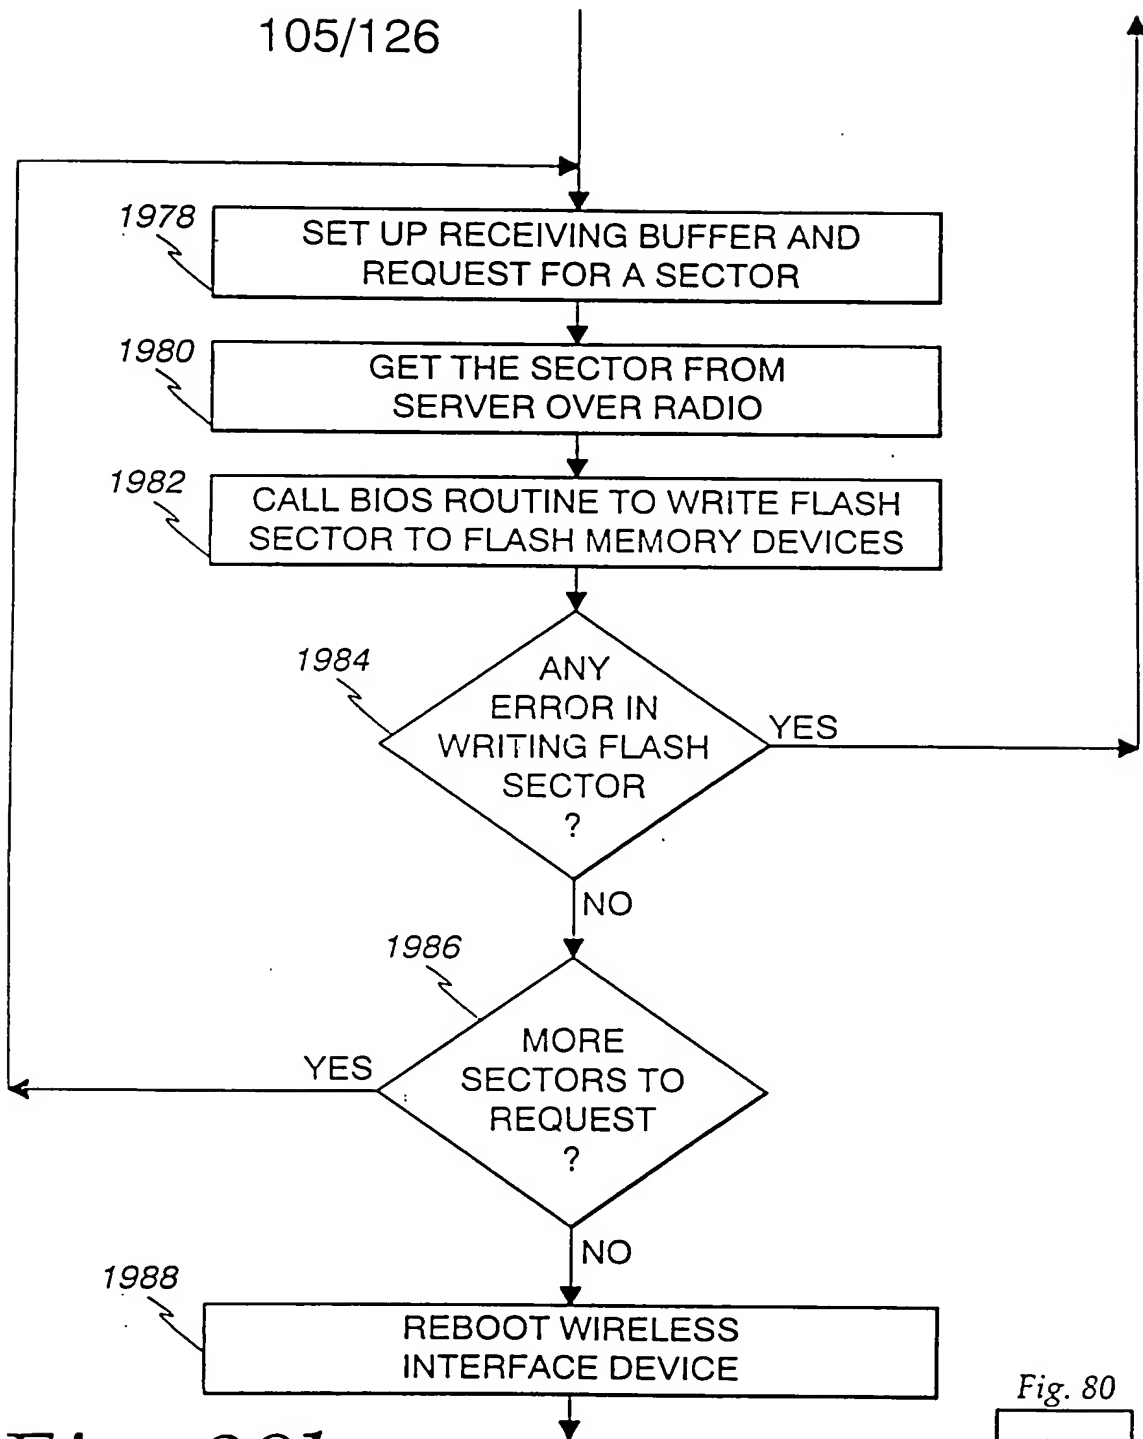 105/126
1978
SET UP RECEIVING BUFFER AND
REQUEST FOR A SECTOR
1980
GET THE SECTOR FROM
SERVER OVER RADIO
1982
CALL BIOS ROUTINE TO WRITE FLASH
SECTOR TO FLASH MEMORY DEVICES
1984
ANY
ERROR IN
WRITING FLASH
SECTOR
?
YES
NO
1986
MORE
SECTORS TO
REQUEST
?
YES
NO
1988
REBOOT WIRELESS
INTERFACE DEVICE
Fig. 80